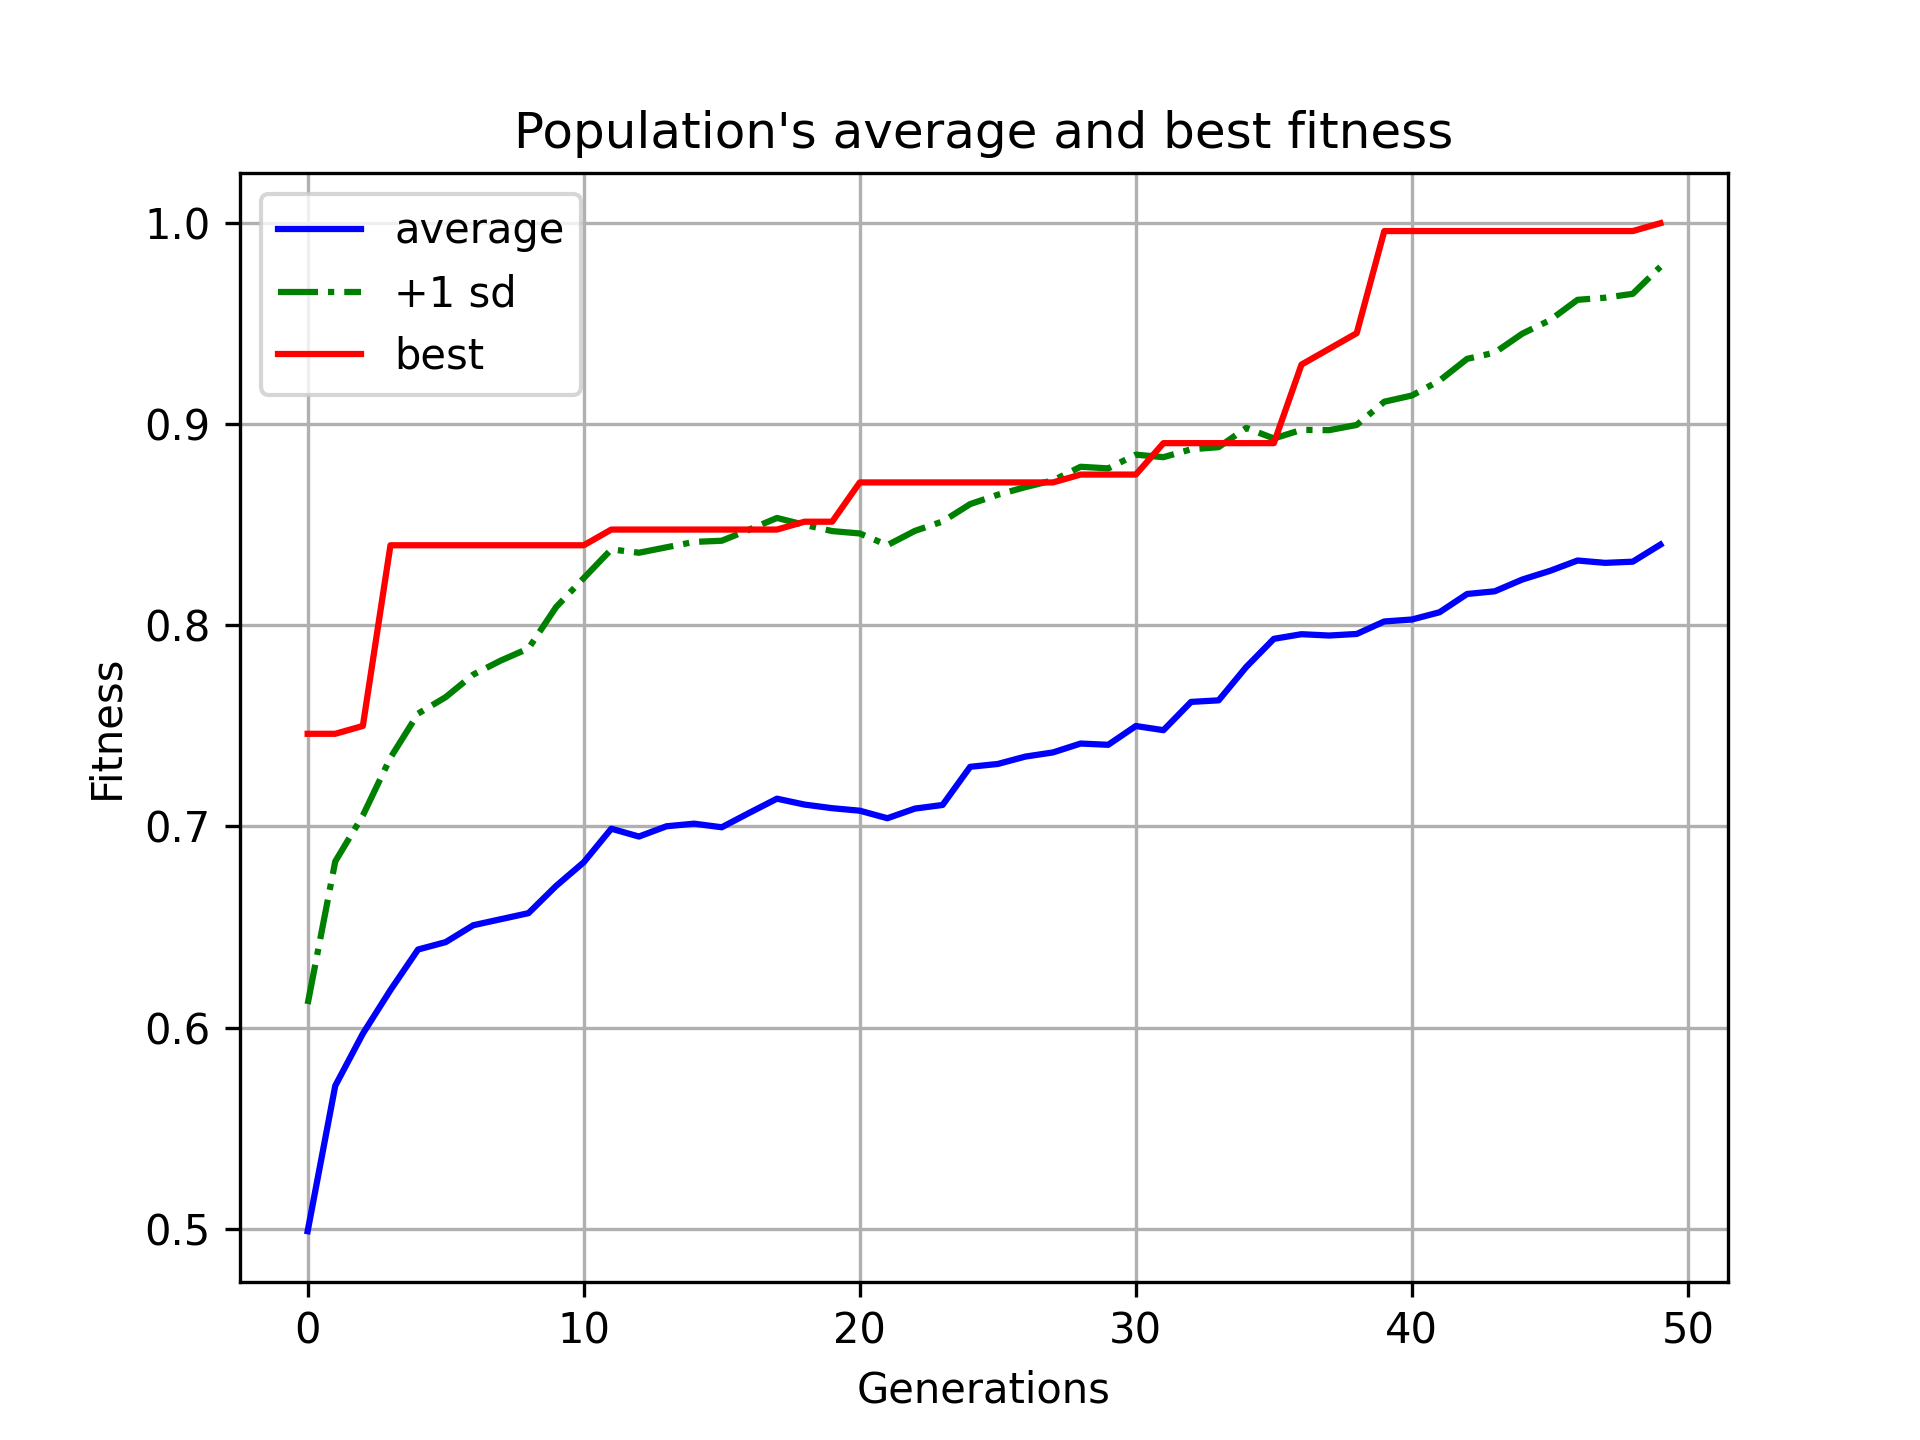 Population's average and best fitness
average
+1 sd
best
1.0
0.9
0.8
0.7
0.6
0.5
Fitness
0 10 20 30 40 50
Generations